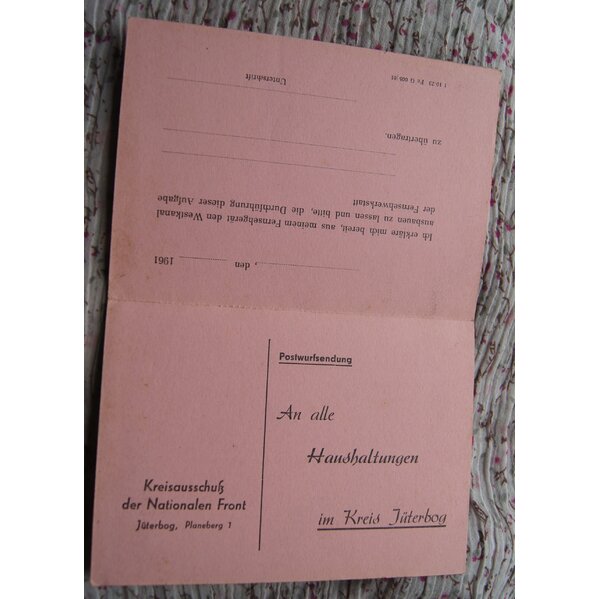 ................................, den ........................ 1961
Ich erkläre mich bereit, aus meinem Fernsehgerät den Westkanal
ausbauen zu lassen und bitte, die Durchführung dieser Aufgabe
der Fernsehwerkstatt
zu übertragen.
Unterschrift
Postwurfsendung
An alle
Haushaltungen
im Kreis Jüterbog
Kreisausschuß
der Nationalen Front
Jüterbog, Planeberg 1